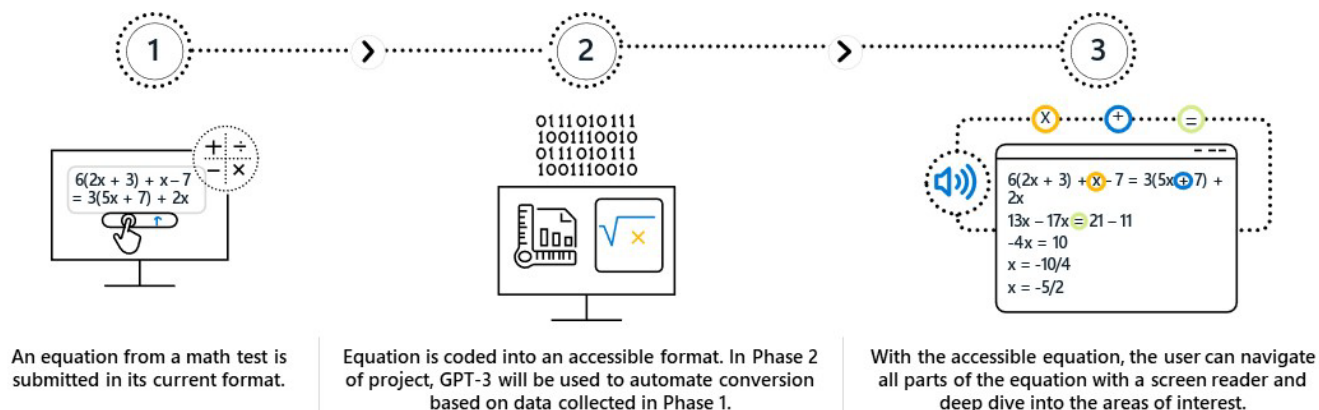 1
2
3
+ ÷
− ×
6(2x + 3) + x – 7
= 3(5x + 7) + 2x
0111010111
1001110010
0111010111
1001110010
√ ×
X + =
6(2x + 3) + x - 7 = 3(5x + 7) +
2x
13x – 17x = 21 – 11
-4x = 10
x = -10/4
x = -5/2
An equation from a math test is
submitted in its current format.
Equation is coded into an accessible format. In Phase 2
of project, GPT-3 will be used to automate conversion
based on data collected in Phase 1.
With the accessible equation, the user can navigate
all parts of the equation with a screen reader and
deep dive into the areas of interest.